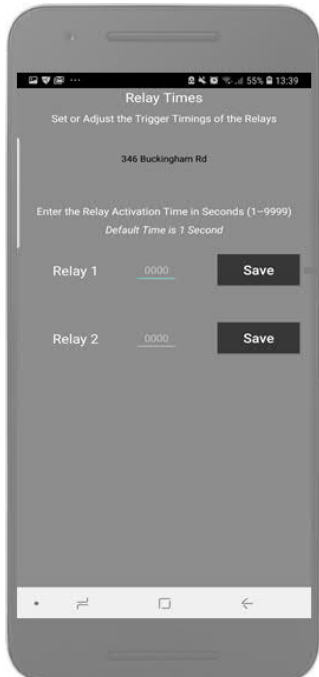 55% 13:39
Relay Times
Set or Adjust the Trigger Timings of the Relays
346 Buckingham Rd
Enter the Relay Activation Time in Seconds (1-9999)
Default Time is 1 Second
Relay 1 0000 Save
Relay 2 0000 Save